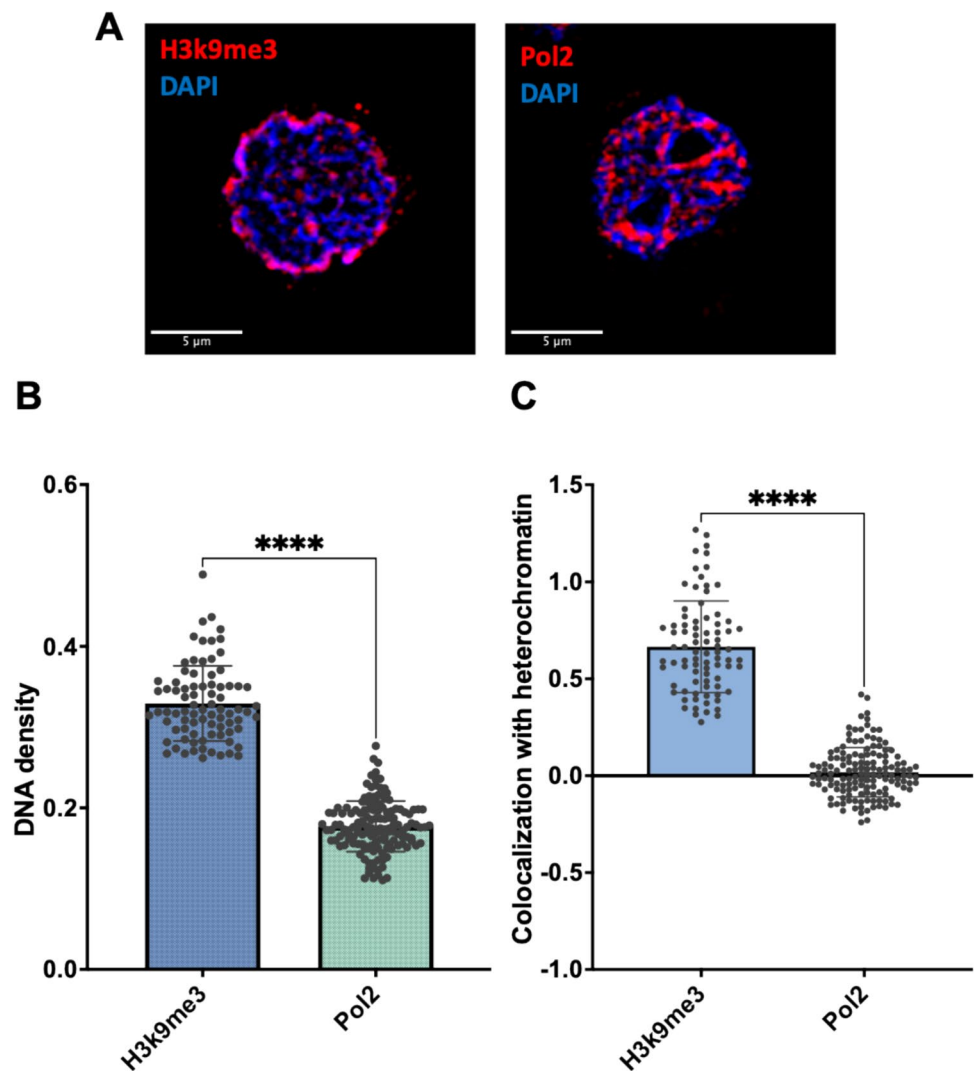 A
H3k9me3
DAPI
5 µm
Pol2
DAPI
5 µm
B
DNA density
0.6
0.4
0.2
0.0
****
H3k9me3
Pol2
C
Colocalization with heterochromatin
1.5
1.0
0.5
0.0
-0.5
-1.0
****
H3k9me3
Pol2